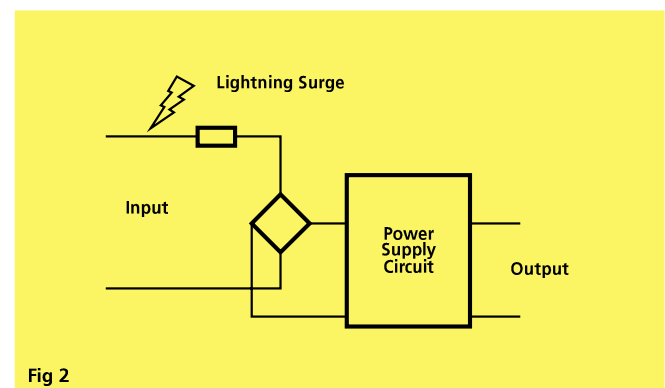 Lightning Surge
Input
Power
Supply
Circuit
Output
Fig 2